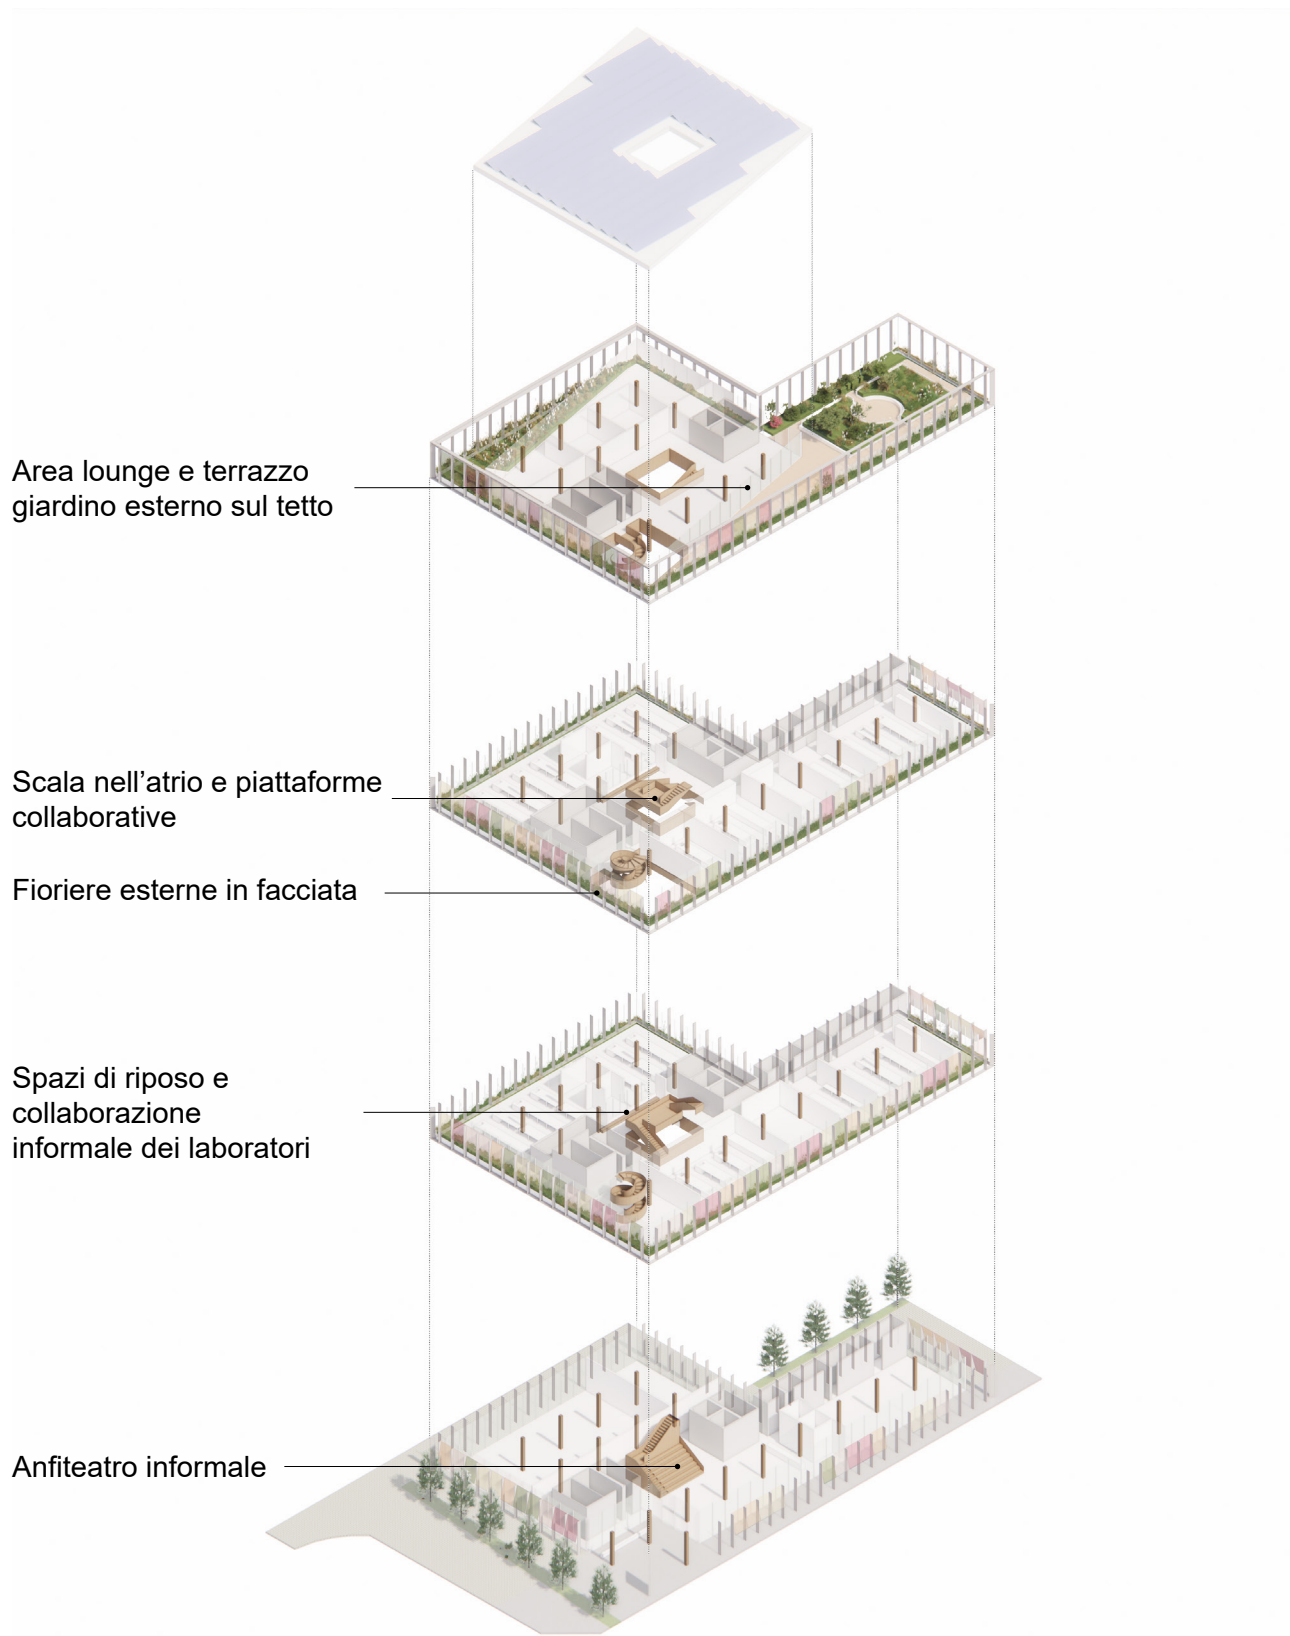 Area lounge e terrazzo
giardino esterno sul tetto
Scala nell’atrio e piattaforme
collaborative
Fioriere esterne in facciata
Spazi di riposo e
collaborazione
informale dei laboratori
Anfiteatro informale